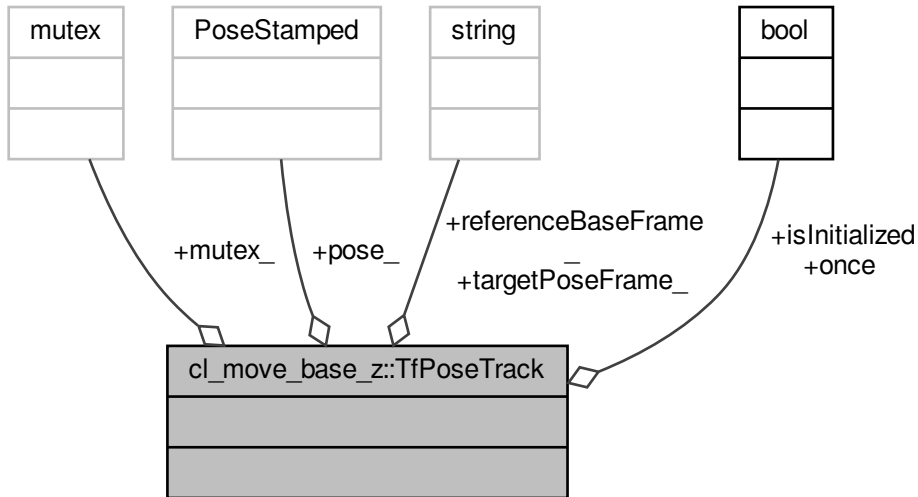 mutex
PoseStamped
string
bool
+mutex_
+pose_
+referenceBaseFrame
_
+targetPoseFrame_
+isInitialized
+once
cl_move_base_z::TfPoseTrack